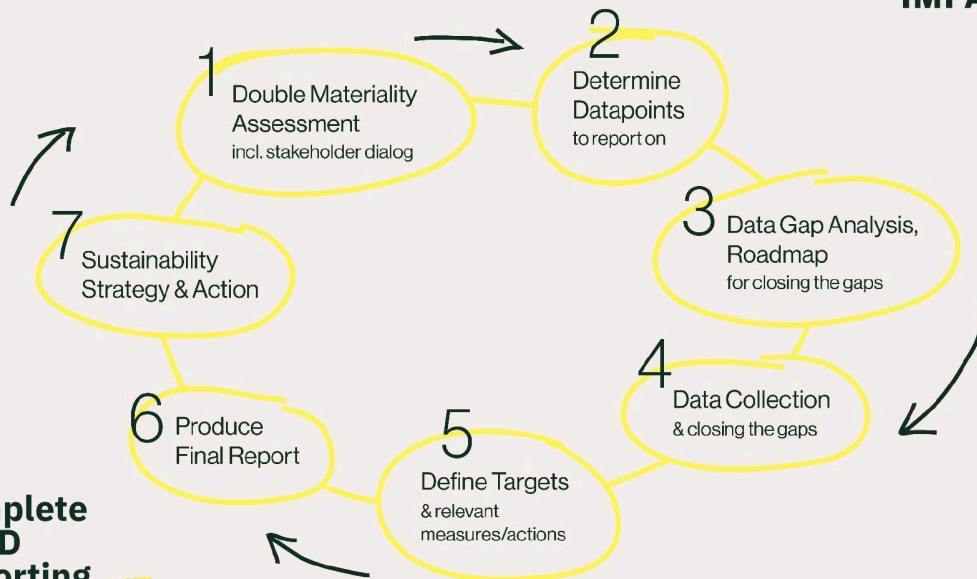 1
Double Materiality
Assessment
incl. stakeholder dialog
2
Determine
Datapoints
to report on
3
Data Gap Analysis,
Roadmap
for closing the gaps
4
Data Collection
& closing the gaps
5
Define Targets
& relevant
measures/actions
6
Produce
Final Report
7
Sustainability
Strategy & Action